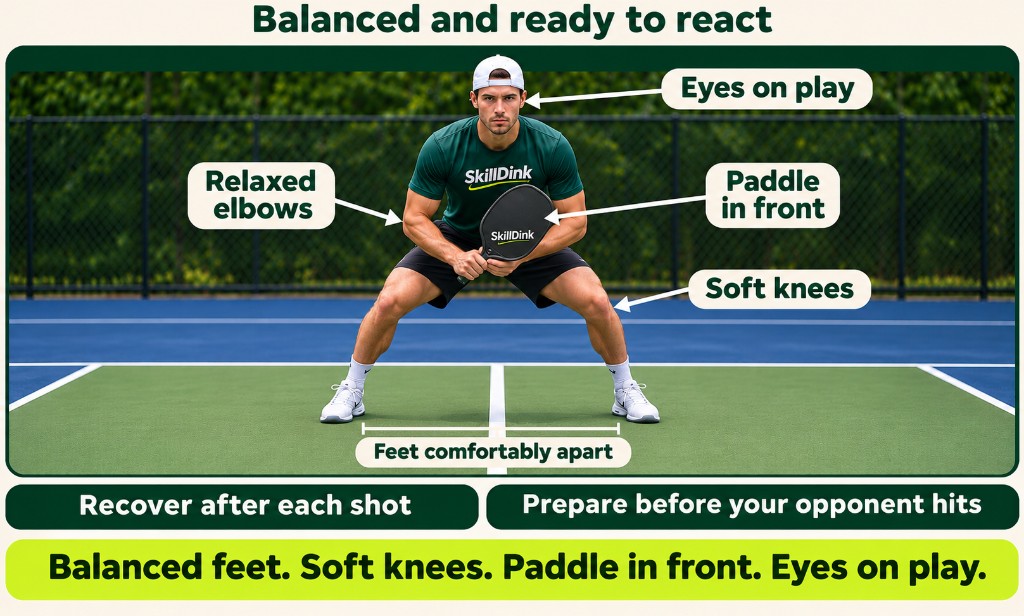 Balanced and ready to react
Eyes on play
Relaxed
elbows
SkillDink
Paddle
in front
SkillDink
Soft knees
Feet comfortably apart
Recover after each shot
Prepare before your opponent hits
Balanced feet. Soft knees. Paddle in front. Eyes on play.